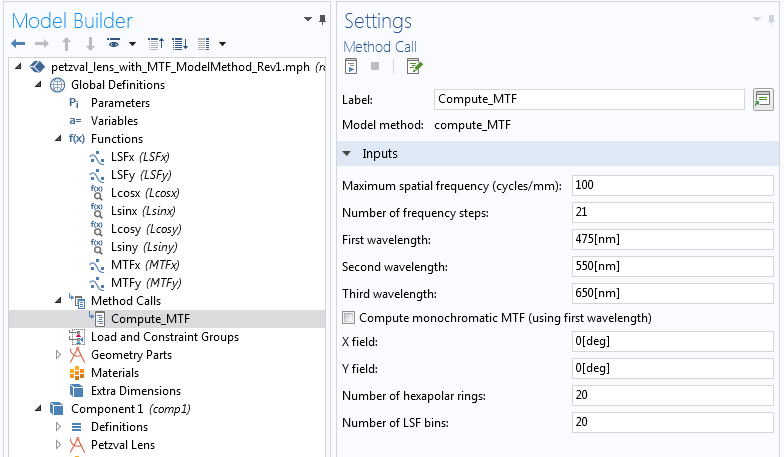 Model Builder
petzval_lens_with_MTF_ModelMethod_Rev1.mph (r
Global Definitions
Pi Parameters
a= Variables
f(x) Functions
LSFx (LSFx)
LSFy (LSFy)
f(x) Lcosx (Lcosx)
f(x) Lsinx (Lsinx)
f(x) Lcosy (Lcosy)
f(x) Lsiny (Lsiny)
MTFx (MTFx)
MTFy (MTFy)
Method Calls
Compute_MTF
Load and Constraint Groups
Geometry Parts
Materials
Extra Dimensions
Component 1 (comp1)
Definitions
Petzval Lens
Settings
Method Call
Label: Compute_MTF
Model method: compute_MTF
Inputs
Maximum spatial frequency (cycles/mm): 100
Number of frequency steps: 21
First wavelength: 475[nm]
Second wavelength: 550[nm]
Third wavelength: 650[nm]
Compute monochromatic MTF (using first wavelength)
X field: 0[deg]
Y field: 0[deg]
Number of hexapolar rings: 20
Number of LSF bins: 20